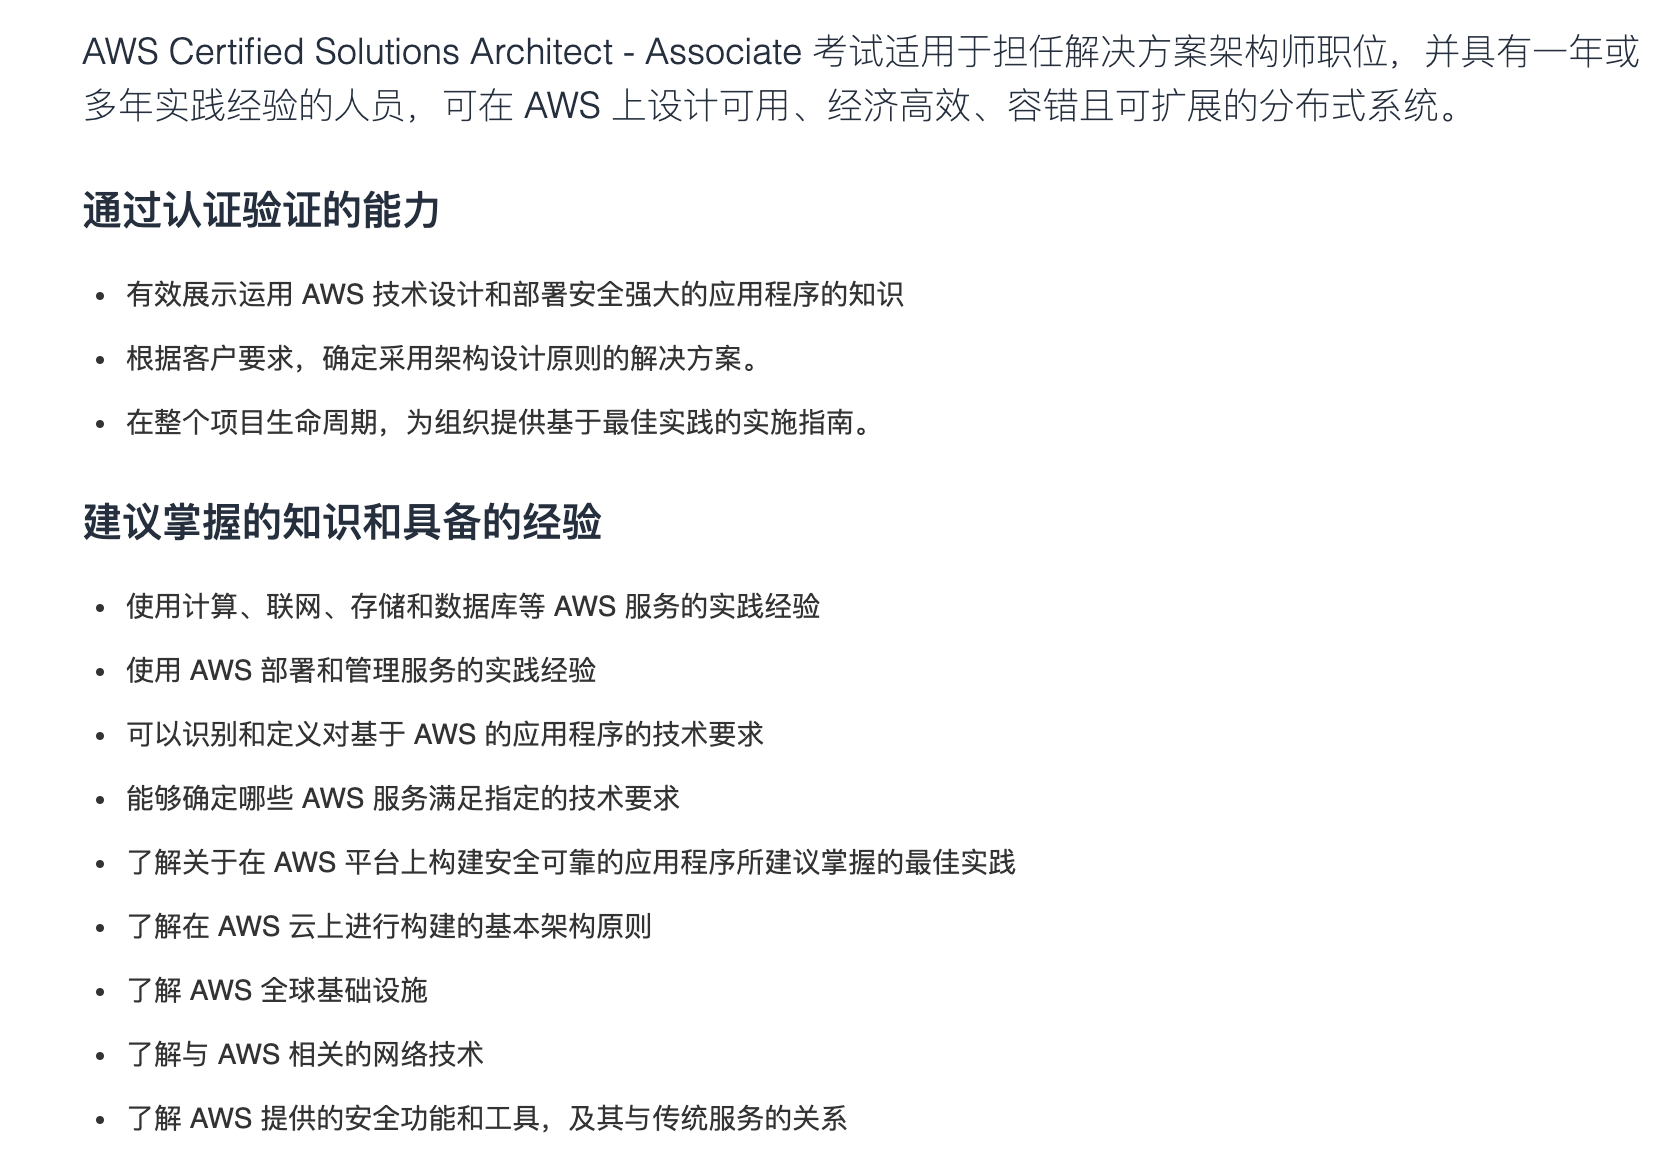 AWS Certified Solutions Architect - Associate 考试适用于担任解决方案架构师职位，并具有一年或
多年实践经验的人员，可在 AWS 上设计可用、经济高效、容错且可扩展的分布式系统。
通过认证验证的能力
• 有效展示运用 AWS 技术设计和部署安全强大的应用程序的知识
• 根据客户要求，确定采用架构设计原则的解决方案。
• 在整个项目生命周期，为组织提供基于最佳实践的实施指南。
建议掌握的知识和具备的经验
• 使用计算、联网、存储和数据库等 AWS 服务的实践经验
• 使用 AWS 部署和管理服务的实践经验
• 可以识别和定义对基于 AWS 的应用程序的技术要求
• 能够确定哪些 AWS 服务满足指定的技术要求
• 了解关于在 AWS 平台上构建安全可靠的应用程序所建议掌握的最佳实践
• 了解在 AWS 云上进行构建的基本架构原则
• 了解 AWS 全球基础设施
• 了解与 AWS 相关的网络技术
• 了解 AWS 提供的安全功能和工具，及其与传统服务的关系